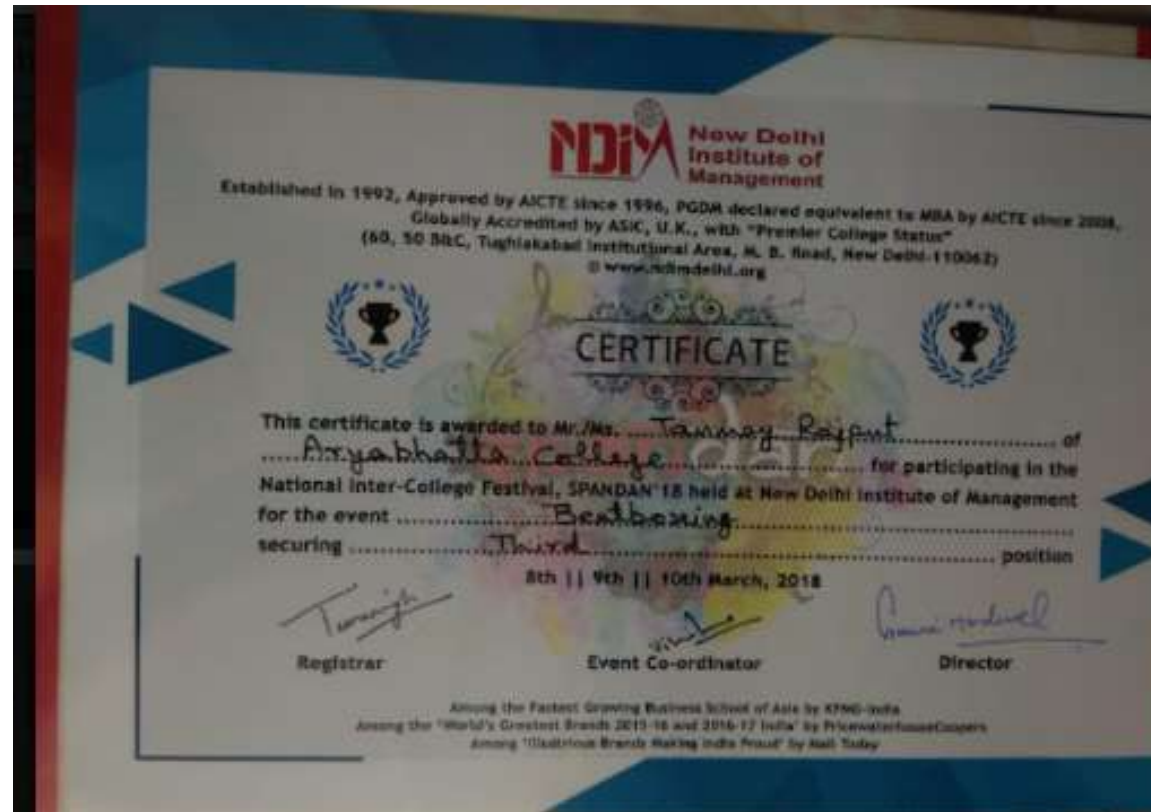 NDiM
New Delhi
Institute of
Management
Established in 1992, Approved by AICTE since 1996, PGDM declared equivalent to MBA by AICTE since 2008,
Globally Accredited by ASIC, U.K., with "Premier College Status"
(60, 50 B&C, Tughlakabad Institutional Area, M. B. Road, New Delhi-110062)
www.ndimdelhi.org
CERTIFICATE
This certificate is awarded to Mr./Ms. ....Tanmay Rajput.................... of
.....Aryabhatta College.................... for participating in the
National Inter-College Festival, SPANDAN'18 held at New Delhi Institute of Management
for the event ....................Beatboxing....................
securing ....................Third.................... position
8th || 9th || 10th March, 2018
Registrar
Event Co-ordinator
Director
Among the Fastest Growing Business School of Asia by KPMG-India
Among the "World's Greatest Brands 2015-16 and 2016-17 India" by PricewaterhouseCoopers
Among "Illustrious Brands Making India Proud" by Mail Today